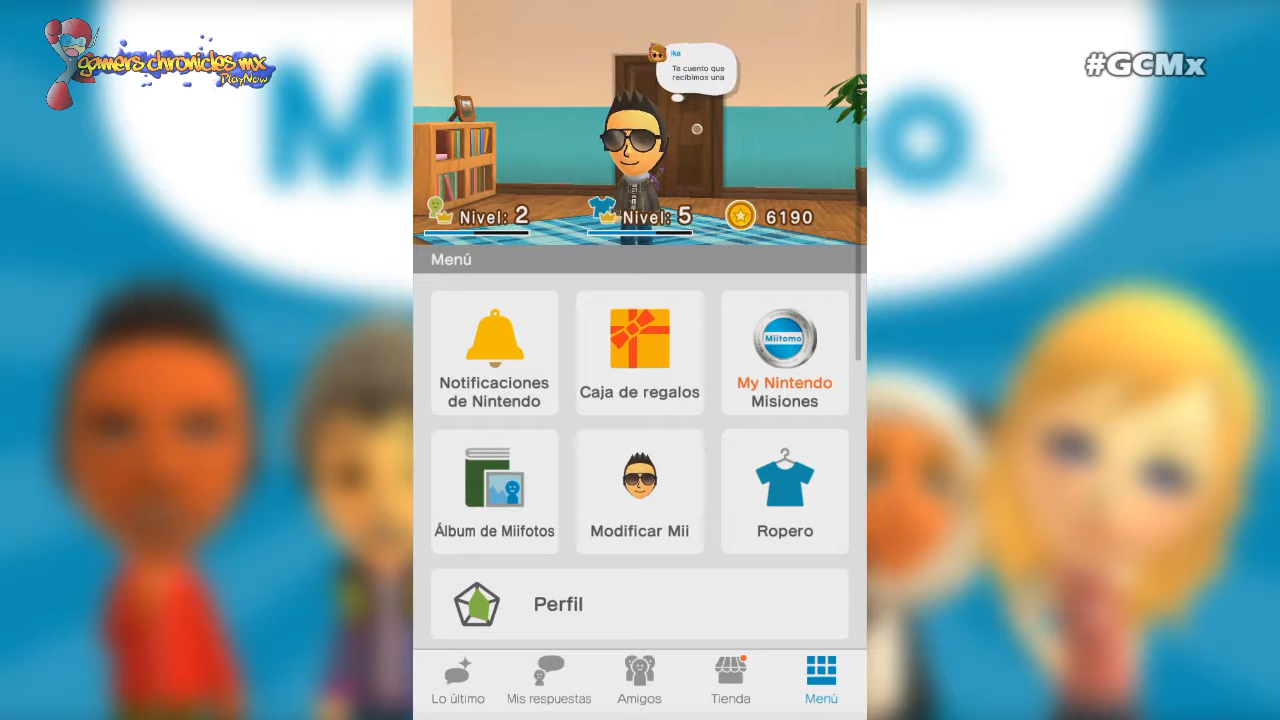 gamers chronicles mx
PlayNow
#GCMx
Ika
Te cuento que
recibimos una
Nivel: 2
Nivel: 5
6190
Menú
Notificaciones
de Nintendo
Caja de regalos
Miitomo
My Nintendo
Misiones
Álbum de Miifotos
Modificar Mii
Ropero
Perfil
Lo último
Mis respuestas
Amigos
Tienda
Menú